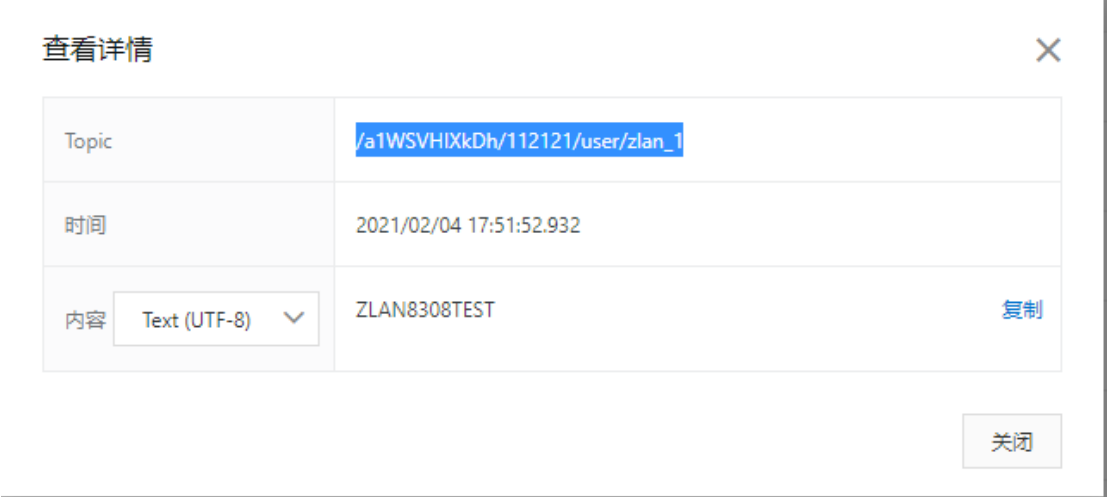 查看详情
Topic
/a1WSVHIXkDh/112121/user/zlan_1
时间
2021/02/04 17:51:52.932
内容 Text (UTF-8)
ZLAN8308TEST
复制
关闭